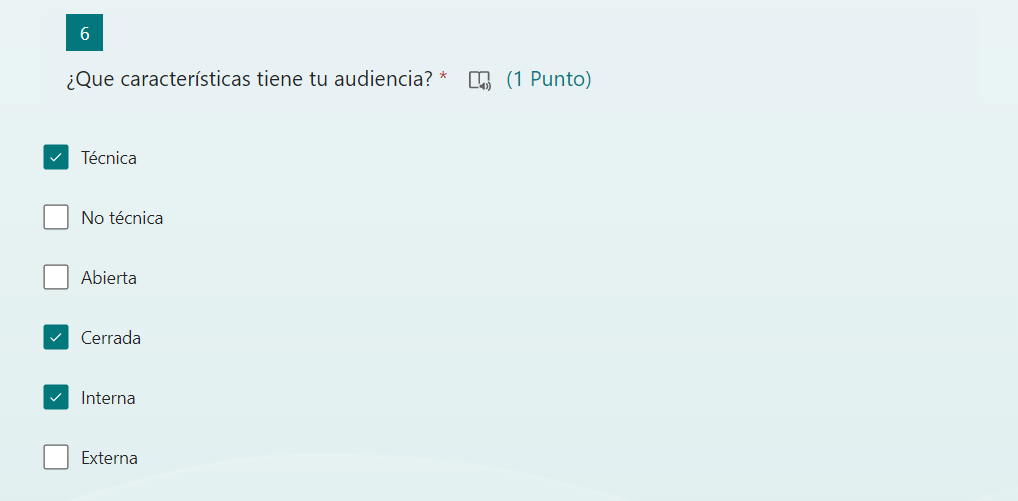 6
¿Que características tiene tu audiencia? * (1 Punto)
Técnica
No técnica
Abierta
Cerrada
Interna
Externa